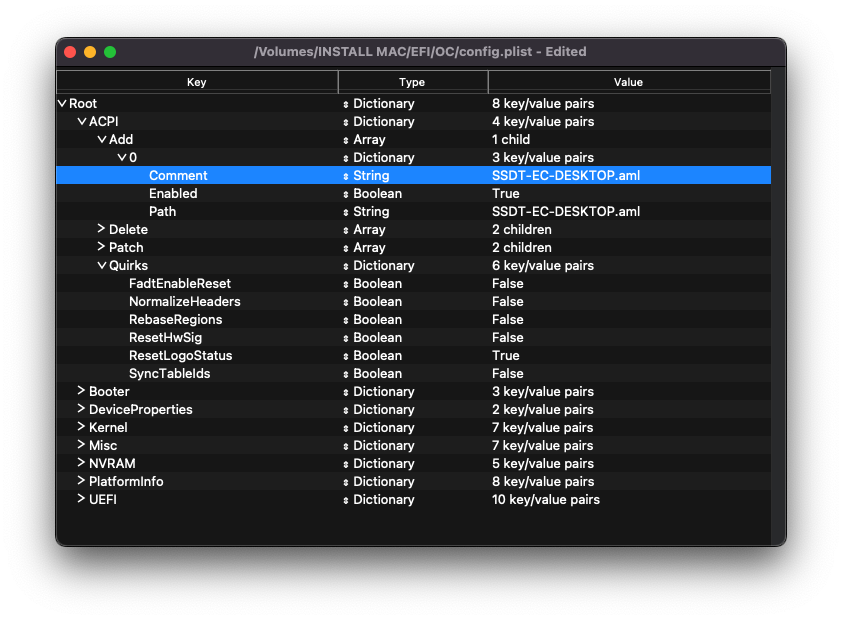 /Volumes/INSTALL MAC/EFI/OC/config.plist - Edited
Key Type Value
Root Dictionary 8 key/value pairs
ACPI Dictionary 4 key/value pairs
Add Array 1 child
0 Dictionary 3 key/value pairs
Comment String SSDT-EC-DESKTOP.aml
Enabled Boolean True
Path String SSDT-EC-DESKTOP.aml
Delete Array 2 children
Patch Array 2 children
Quirks Dictionary 6 key/value pairs
FadtEnableReset Boolean False
NormalizeHeaders Boolean False
RebaseRegions Boolean False
ResetHwSig Boolean False
ResetLogoStatus Boolean True
SyncTableIds Boolean False
Booter Dictionary 3 key/value pairs
DeviceProperties Dictionary 2 key/value pairs
Kernel Dictionary 7 key/value pairs
Misc Dictionary 7 key/value pairs
NVRAM Dictionary 5 key/value pairs
PlatformInfo Dictionary 8 key/value pairs
UEFI Dictionary 10 key/value pairs